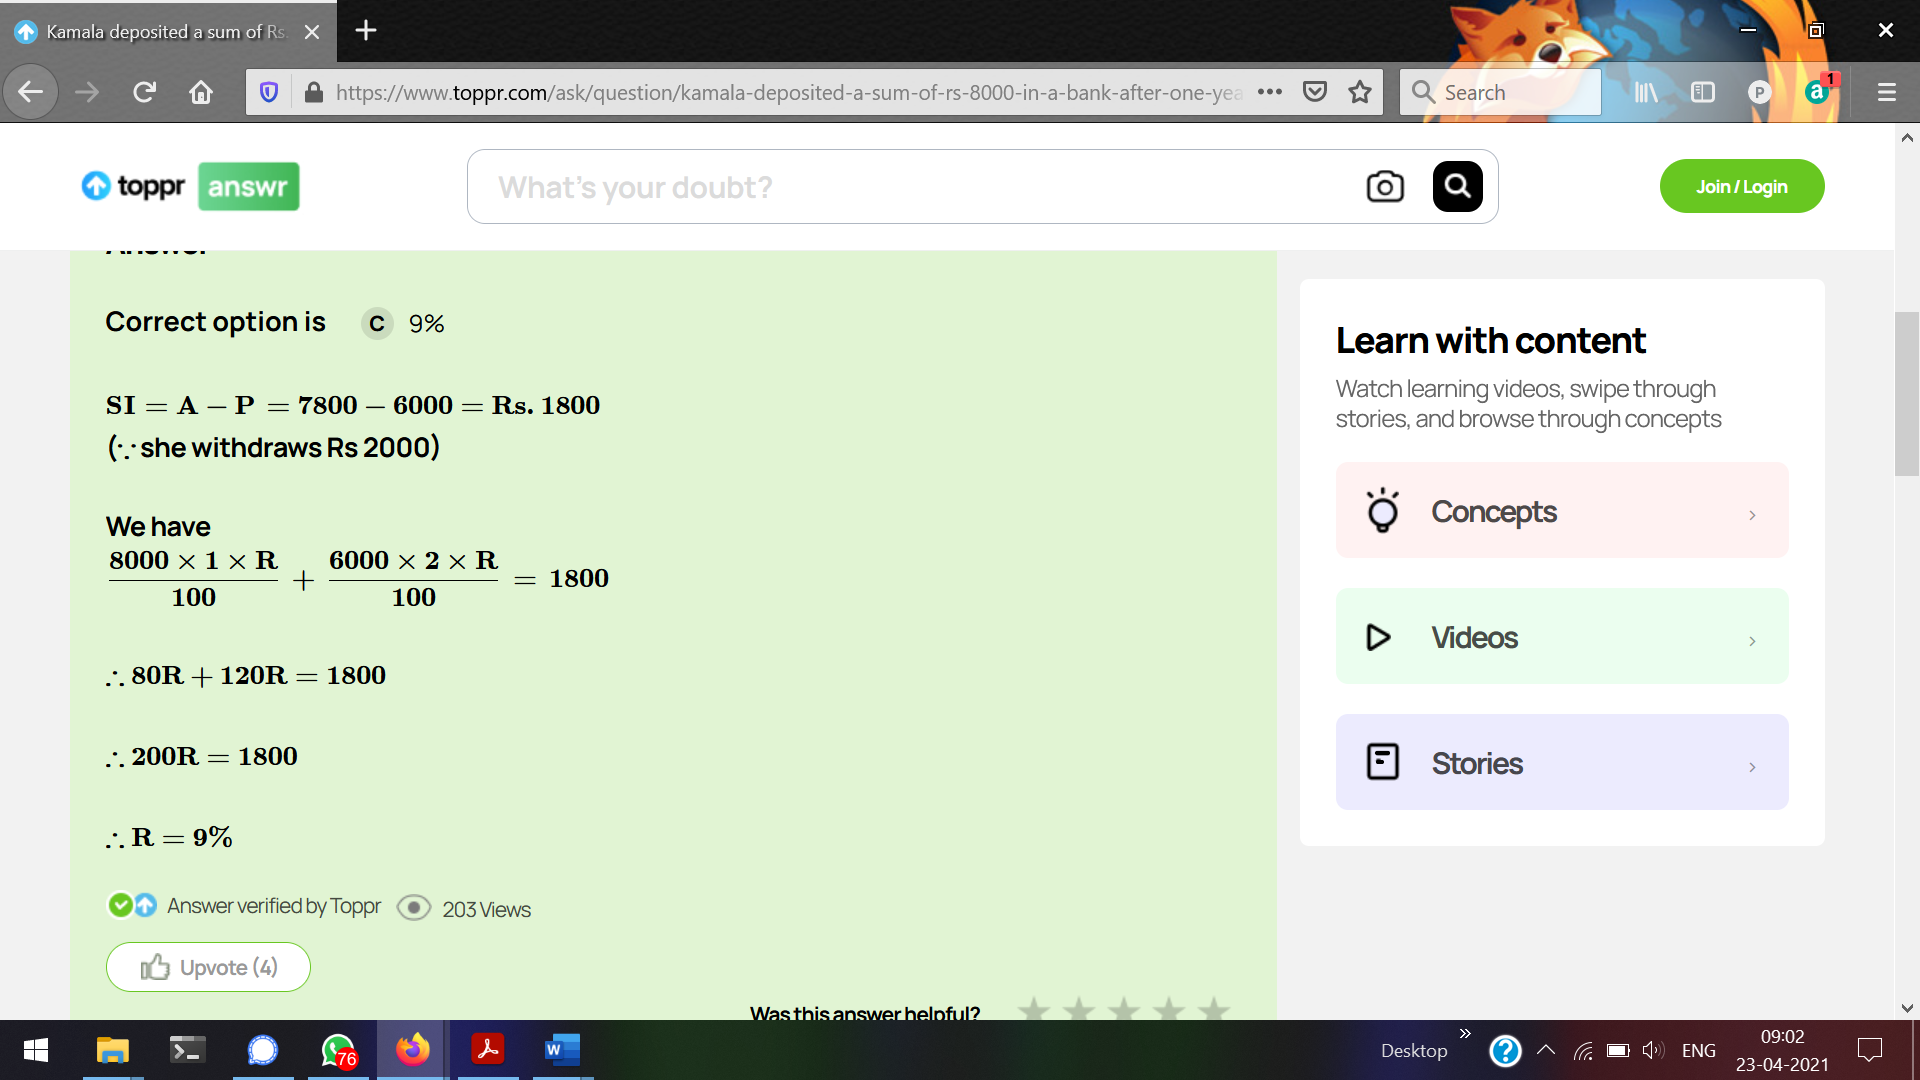 Kamala deposited a sum of Rs.
https://www.toppr.com/ask/question/kamala-deposited-a-sum-of-rs-8000-in-a-bank-after-one-yea
Search
P
a
1
toppr answr
What's your doubt?
Join / Login
Answer
Correct option is C 9%
SI = A − P = 7800 − 6000 = Rs. 1800
(∵ she withdraws Rs 2000)
We have
8000 × 1 × R / 100 + 6000 × 2 × R / 100 = 1800
∴ 80R + 120R = 1800
∴ 200R = 1800
∴ R = 9%
Answer verified by Toppr 203 Views
Upvote (4)
Was this answer helpful?
Learn with content
Watch learning videos, swipe through
stories, and browse through concepts
Concepts
Videos
Stories
76
W
Desktop
ENG
09:02
23-04-2021